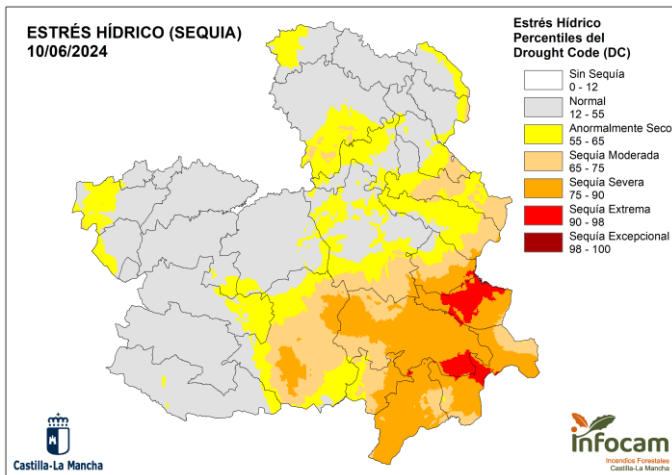 ESTRÉS HÍDRICO (SEQUIA)
10/06/2024
Estrés Hídrico
Percentiles del
Drought Code (DC)
Sin Sequía
0 - 12
Normal
12 - 55
Anormalmente Seco
55 - 65
Sequía Moderada
65 - 75
Sequía Severa
75 - 90
Sequía Extrema
90 - 98
Sequía Excepcional
98 - 100
Castilla-La Mancha
infocam
Incendios Forestales
Castilla-La Mancha